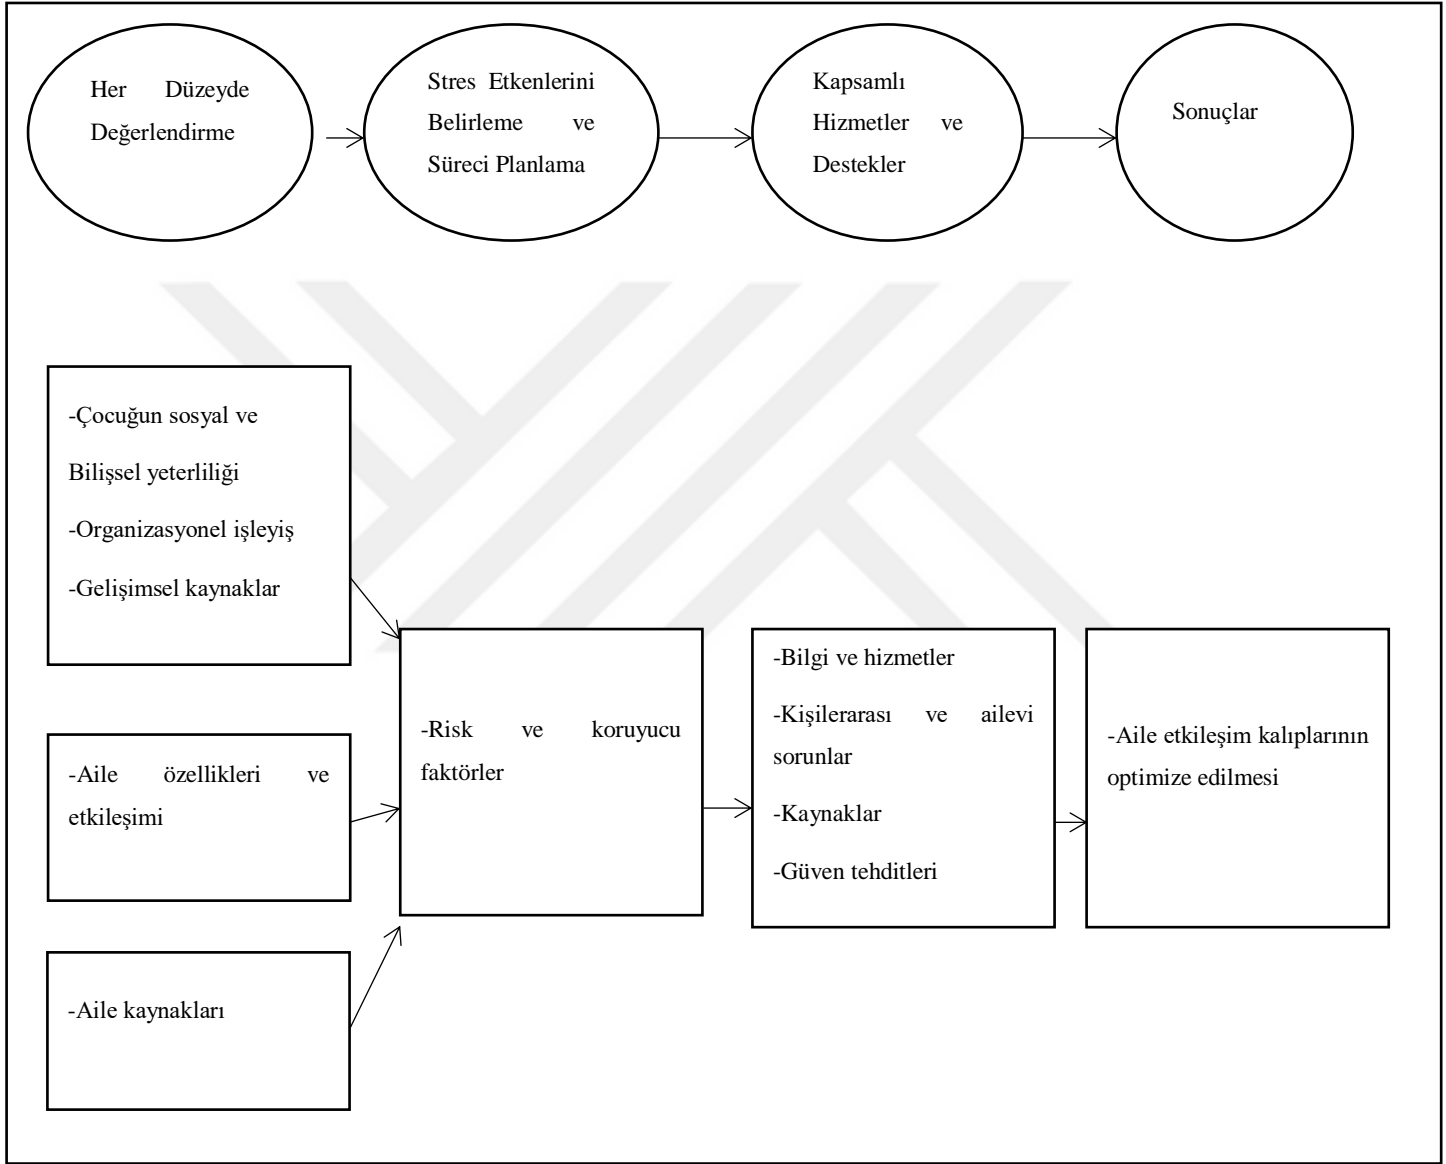 Her Düzeyde
Değerlendirme
Stres Etkenlerini
Belirleme ve
Süreci Planlama
Kapsamlı
Hizmetler ve
Destekler
Sonuçlar
-Çocuğun sosyal ve
Bilişsel yeterliliği
-Organizasyonel işleyiş
-Gelişimsel kaynaklar
-Aile özellikleri ve
etkileşimi
-Aile kaynakları
-Risk ve koruyucu
faktörler
-Bilgi ve hizmetler
-Kişilerarası ve ailevi
sorunlar
-Kaynaklar
-Güven tehditleri
-Aile etkileşim kalıplarının
optimize edilmesi